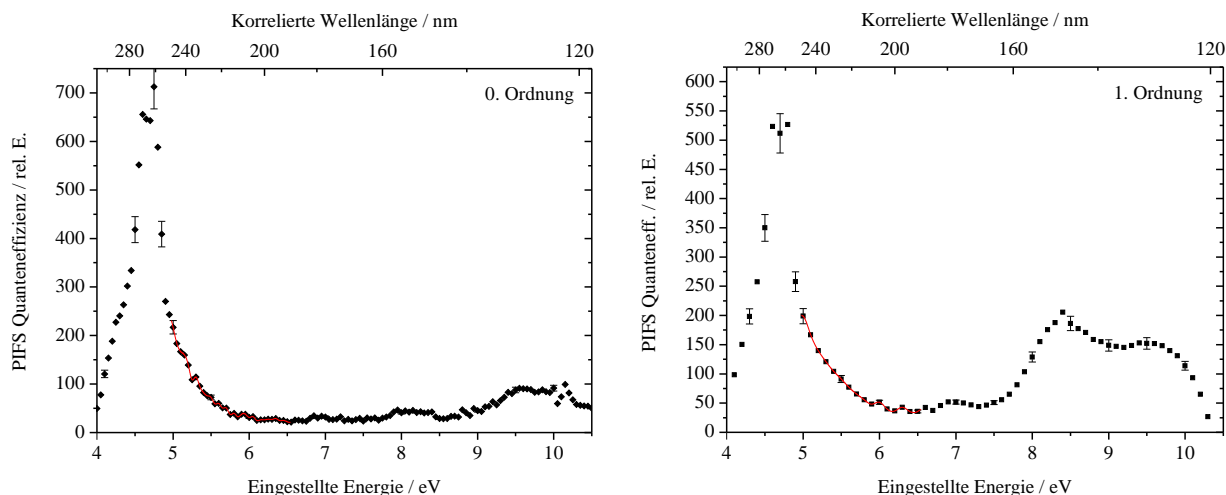 Korrelierte Wellenlänge / nm
280 240 200 160 120
700
600
500
400
300
200
100
0
PIFS Quanteneffizienz / rel. E.
0. Ordnung
4 5 6 7 8 9 10
Eingestellte Energie / eV
Korrelierte Wellenlänge / nm
280 240 200 160 120
600
550
500
450
400
350
300
250
200
150
100
50
0
PIFS Quanteneff. / rel. E.
1. Ordnung
4 5 6 7 8 9 10
Eingestellte Energie / eV